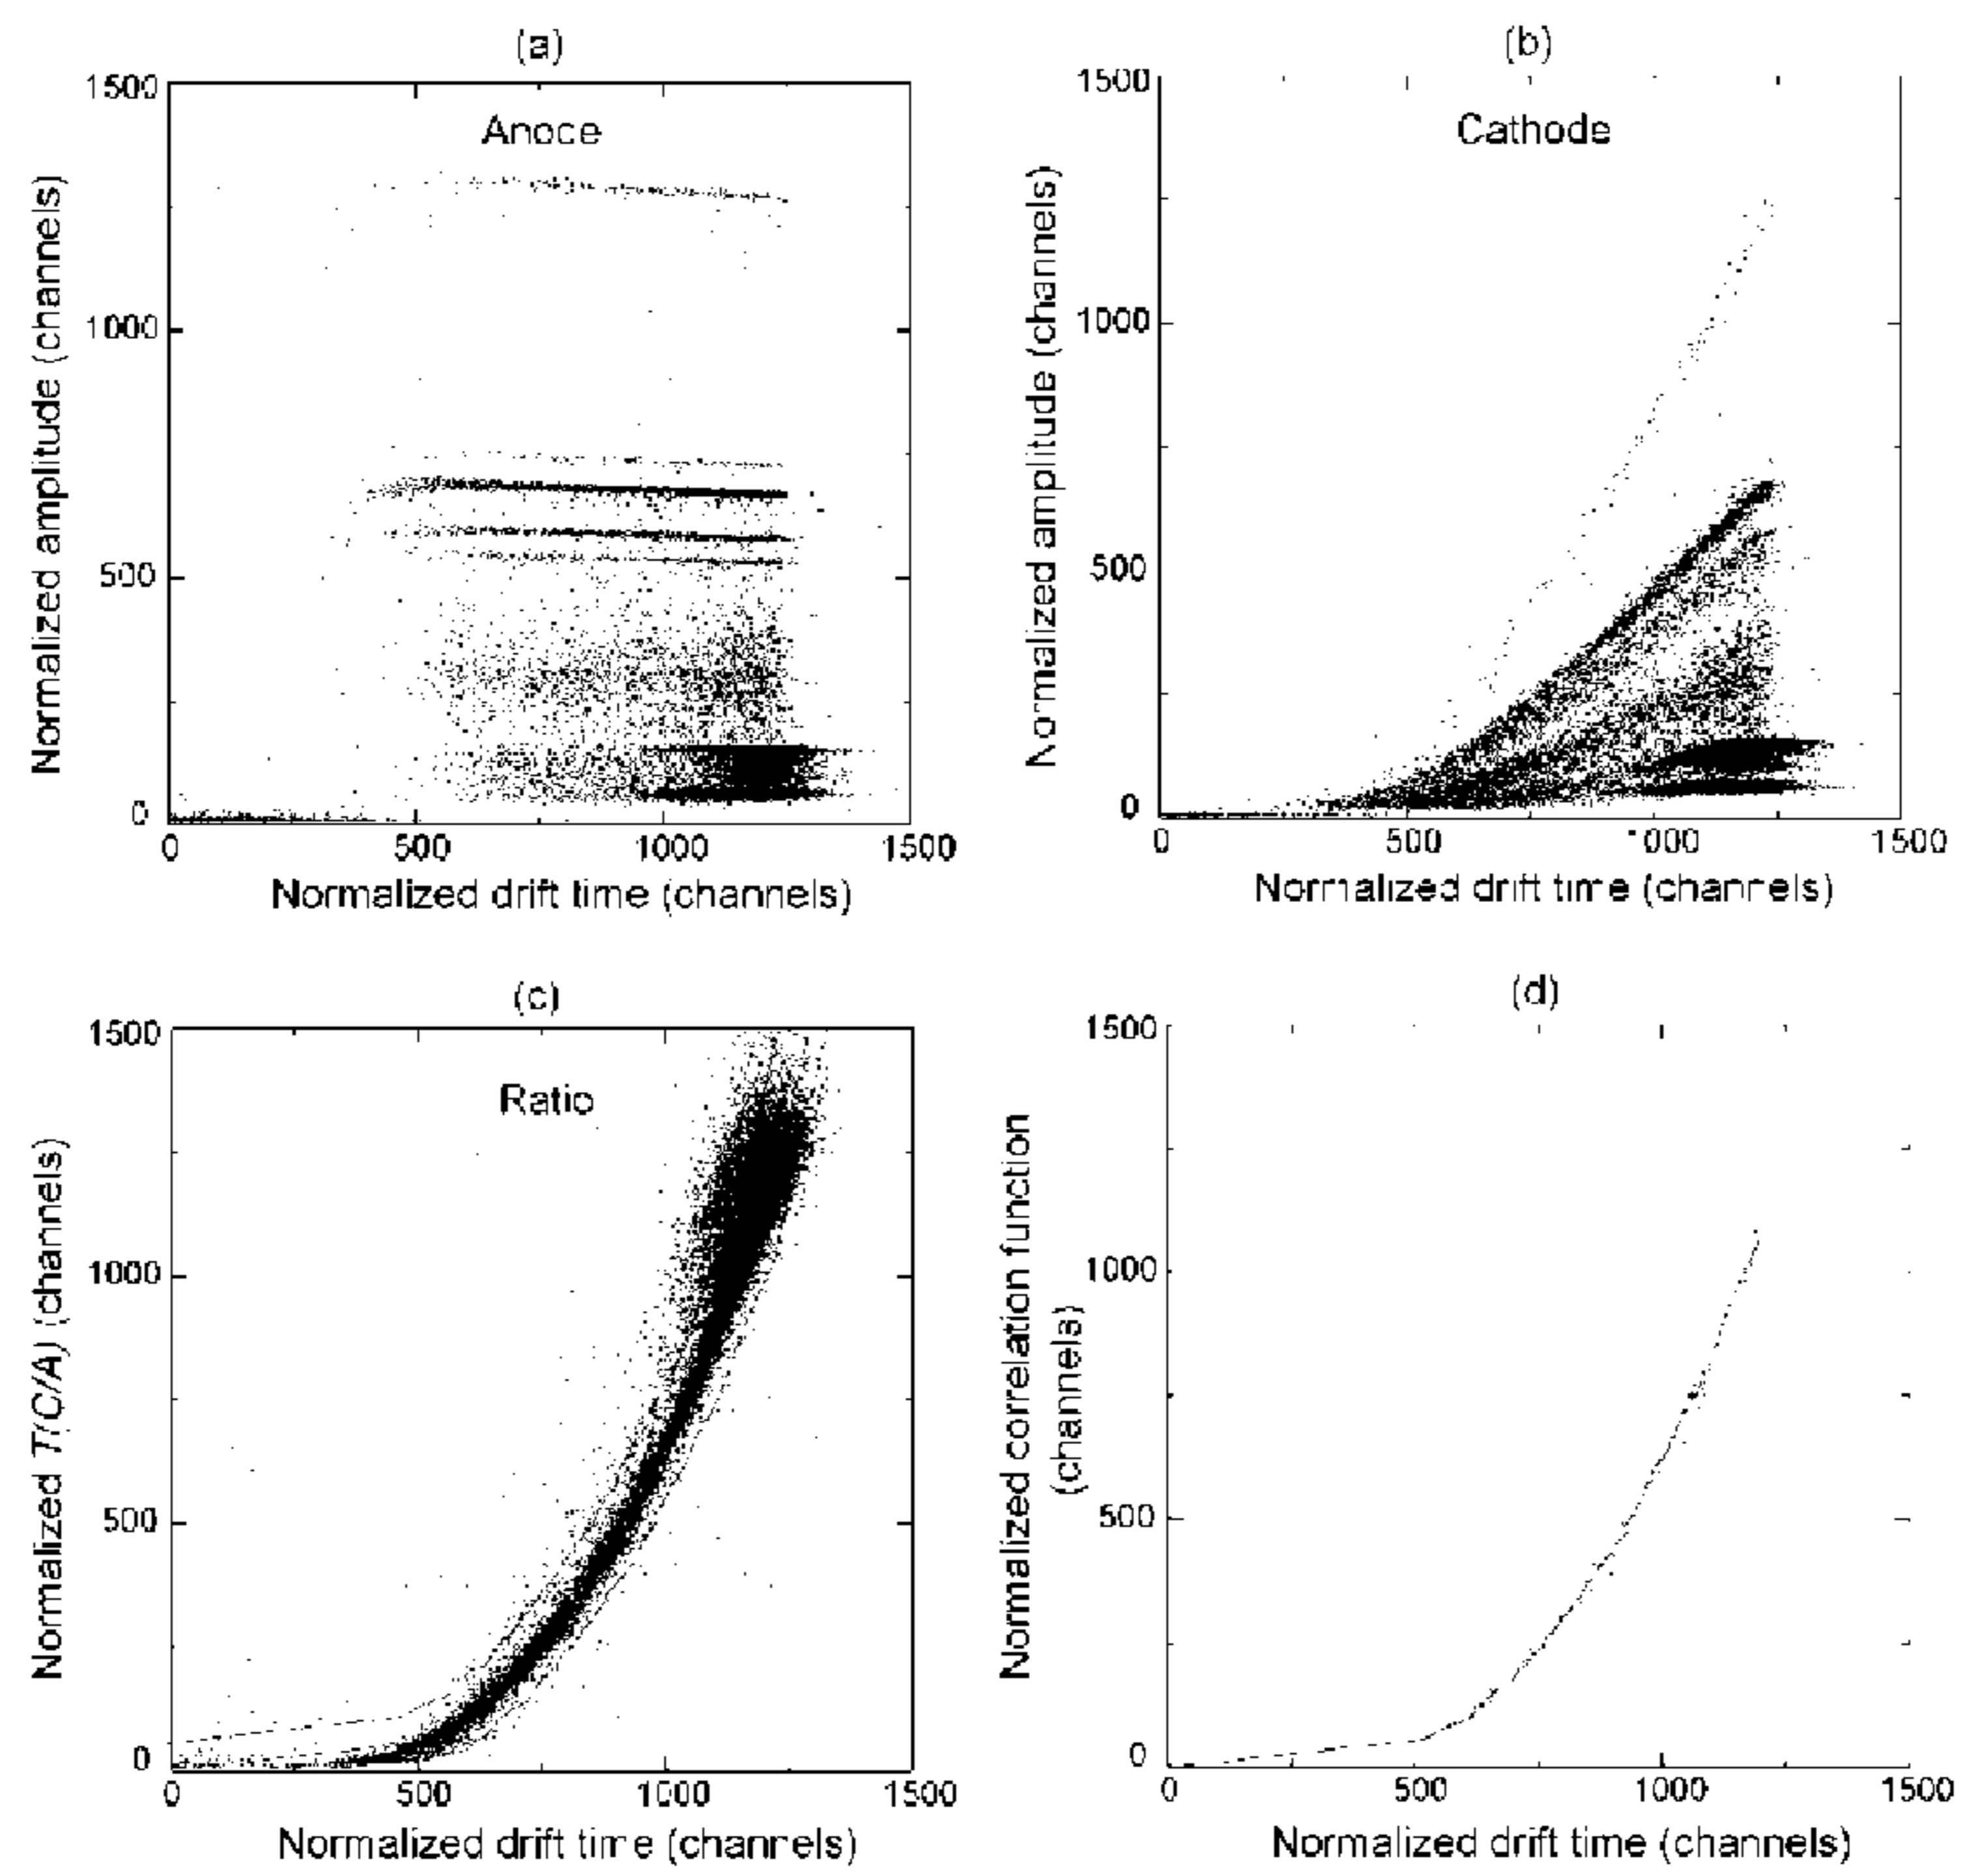 (a)
1500
Anoce
1000
500
0
0 500 1000 1500
Normalized amplitude (channels)
Normalized drift time (channels)
(b)
1500
Cathode
1000
500
0
0 500 1000 1500
Normalized amplitude (channels)
Normalized drift time (channels)
(c)
1500
Ratio
1000
500
0
0 500 1000 1500
Normalized T(C/A) (channels)
Normalized drift time (channels)
(d)
1500
1000
500
0
0 500 1000 1500
Normalized correlation function
(channels)
Normalized drift time (channels)